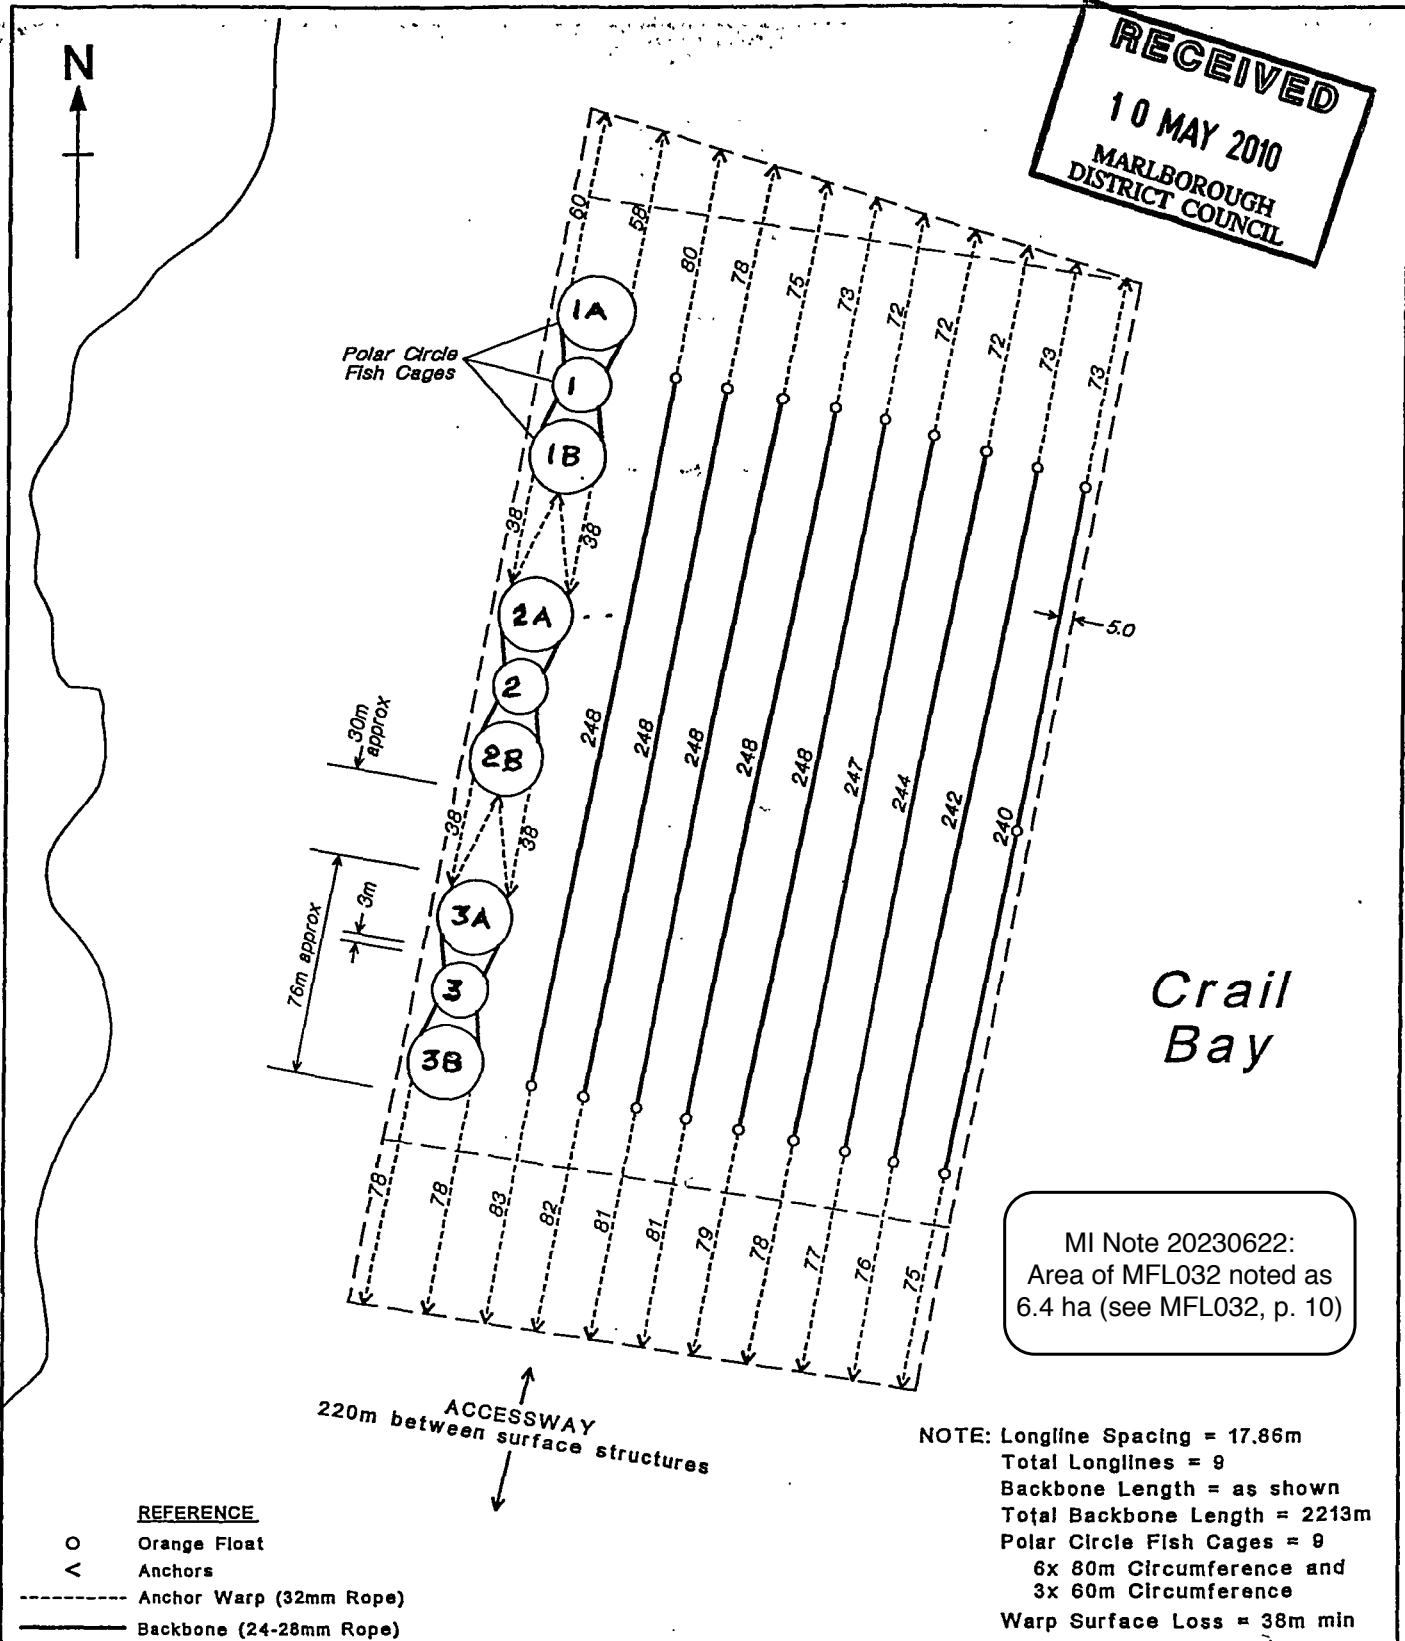 N
RECEIVED
10 MAY 2010
MARLBOROUGH
DISTRICT COUNCIL
60
58
80
78
75
73
72
72
72
73
73
Polar Circle
Fish Cages
1A
1
1B
38
38
2A
2
2B
38
38
3A
3
3B
5.0
30m
approx
3m
76m approx
248
248
248
248
248
247
244
242
240
Crail
Bay
78
78
83
82
81
81
79
78
77
76
75
MI Note 20230622:
Area of MFL032 noted as
6.4 ha (see MFL032, p. 10)
ACCESSWAY
220m between surface structures
NOTE: Longline Spacing = 17.86m
Total Longlines = 9
Backbone Length = as shown
Total Backbone Length = 2213m
Polar Circle Fish Cages = 9
6x 80m Circumference and
3x 60m Circumference
Warp Surface Loss = 38m min
REFERENCE
Orange Float
Anchors
Anchor Warp (32mm Rope)
Backbone (24-28mm Rope)